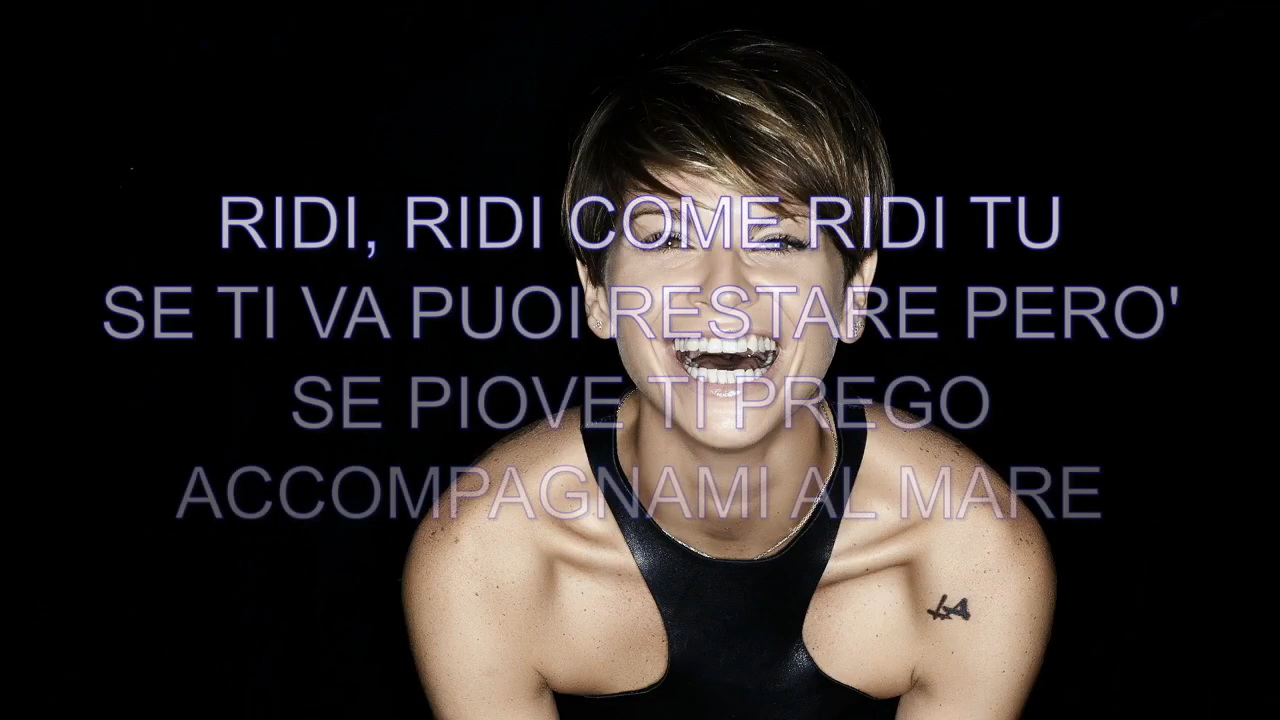 RIDI, RIDI COME RIDI TU
SE TI VA PUOI RESTARE PERO'
SE PIOVE TI PREGO
ACCOMPAGNAMI AL MARE